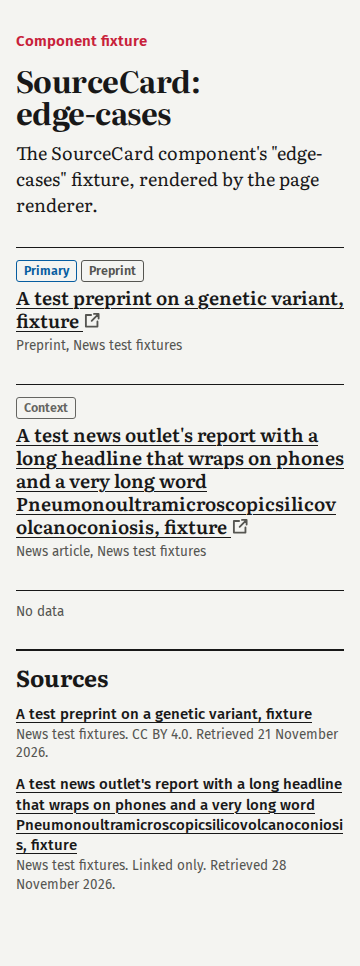 Component fixture
SourceCard:
edge-cases
The SourceCard component's "edge-
cases" fixture, rendered by the page
renderer.
Primary Preprint
A test preprint on a genetic variant,
fixture
Preprint, News test fixtures
Context
A test news outlet's report with a
long headline that wraps on phones
and a very long word
Pneumonoultramicroscopicsilicov
olcanoconiosis, fixture
News article, News test fixtures
No data
Sources
A test preprint on a genetic variant, fixture
News test fixtures. CC BY 4.0. Retrieved 21 November
2026.
A test news outlet's report with a long headline
that wraps on phones and a very long word
Pneumonoultramicroscopicsilicovolcanoconiosi
s, fixture
News test fixtures. Linked only. Retrieved 28
November 2026.